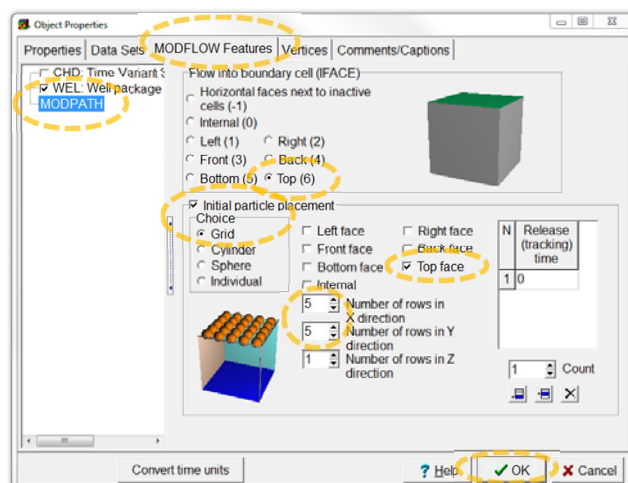 Object Properties
Properties Data Sets MODFLOW Features Vertices Comments/Captions
CHD: Time Variant S
WEL: Well package
MODPATH
Flow into boundary cell (IFACE)
Horizontal faces next to inactive
cells (-1)
Internal (0)
Left (1) Right (2)
Front (3) Back (4)
Bottom (5) Top (6)
Initial particle placement
Choice
Grid
Cylinder
Sphere
Individual
Left face Right face
Front face Back face
Bottom face Top face
Internal
5 Number of rows in
X direction
5 Number of rows in Y
direction
1 Number of rows in Z
direction
N Release
(tracking)
time
1 0
1 Count
Convert time units
? Help OK Cancel